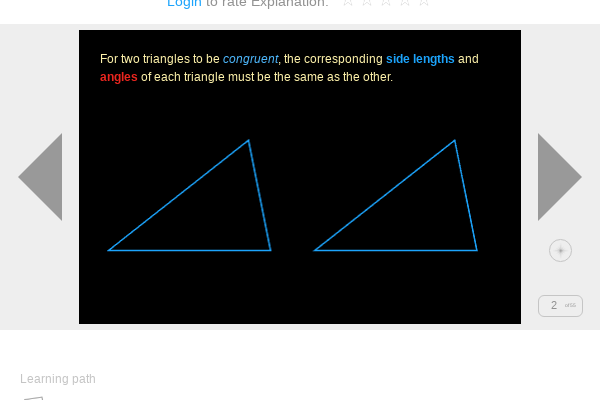 Login to rate Explanation:
For two triangles to be congruent, the corresponding side lengths and
angles of each triangle must be the same as the other.
2
Learning path